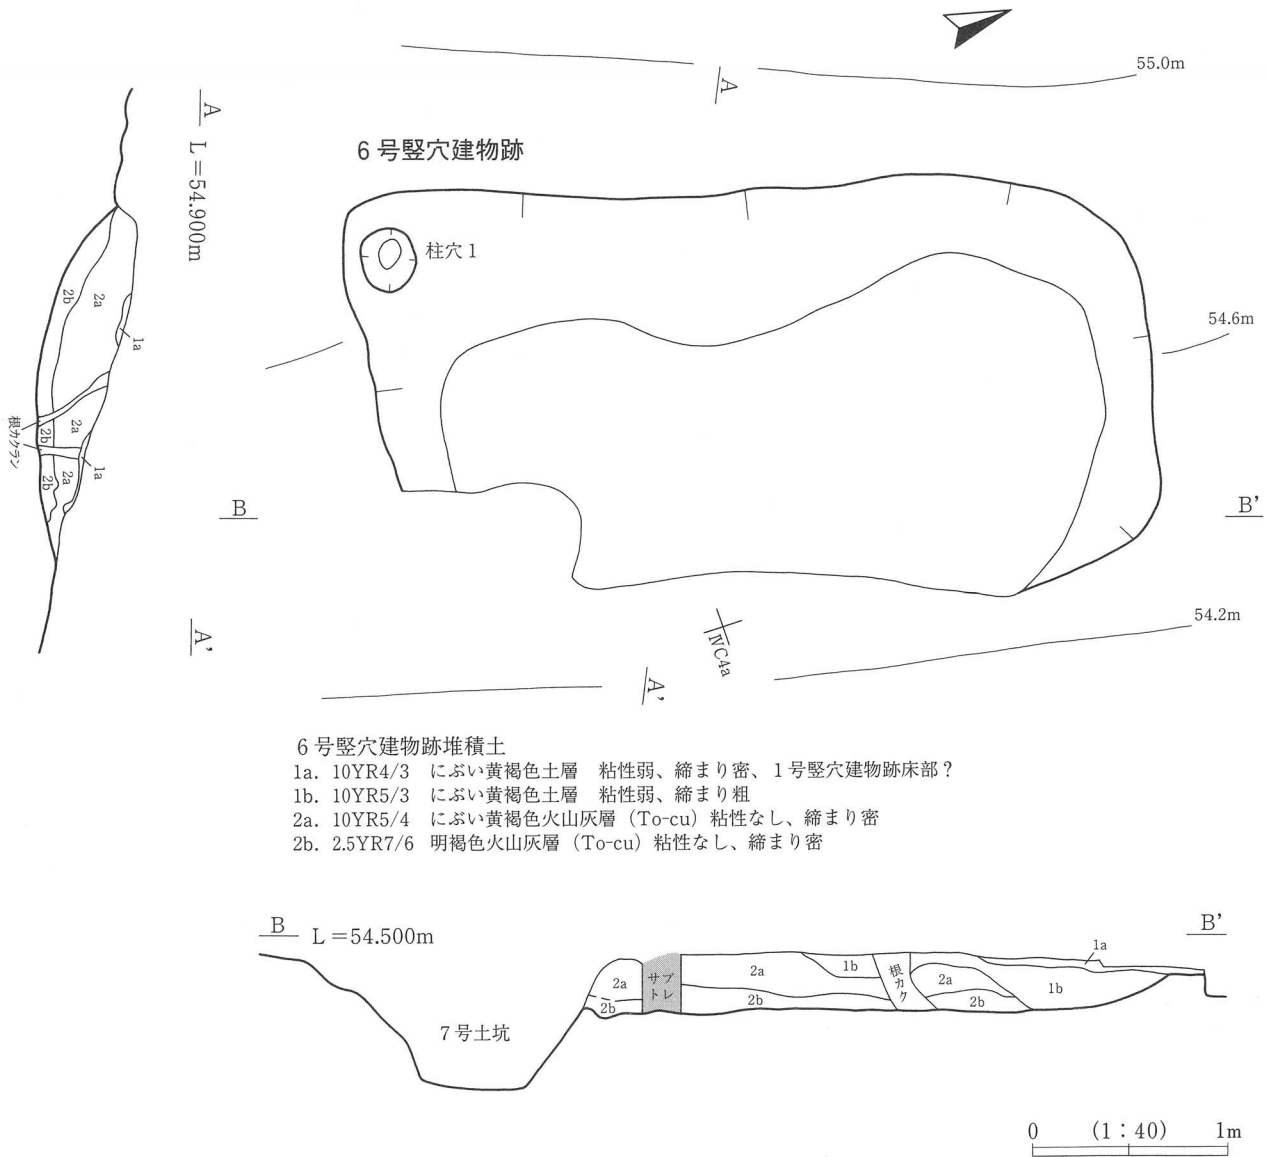 55.0m
A
A
L＝54.900m
6号竪穴建物跡
柱穴1
2b
2a
1a
54.6m
根カクラン
2b
2a
1a
2b
2a
B
B'
54.2m
ⅣC4a
A'
A'
6号竪穴建物跡堆積土
1a. 10YR4/3 にぶい黄褐色土層 粘性弱、締まり密、1号竪穴建物跡床部？
1b. 10YR5/3 にぶい黄褐色土層 粘性弱、締まり粗
2a. 10YR5/4 にぶい黄褐色火山灰層（To-cu）粘性なし、締まり密
2b. 2.5YR7/6 明褐色火山灰層（To-cu）粘性なし、締まり密
B
L＝54.500m
B'
1a
2a
サブ
トレ
2a
1b
根カク
2a
1b
2b
2b
2b
7号土坑
0 (1：40) 1m